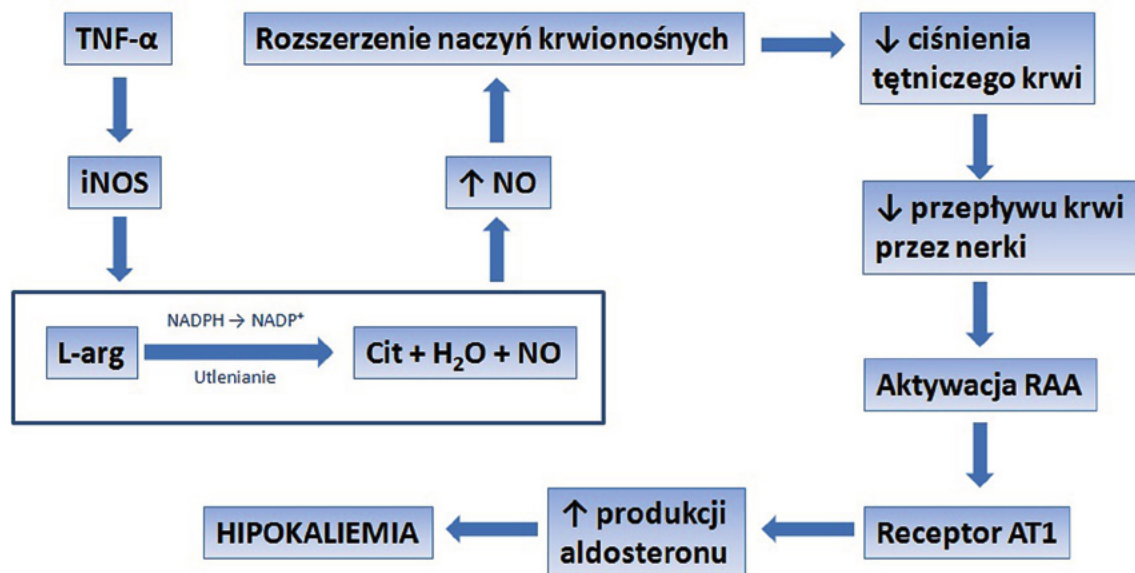 TNF-α
iNOS
L-arg
NADPH → NADP⁺
Utlenianie
Cit + H₂O + NO
↑ NO
Rozszerzenie naczyń krwionośnych
↓ ciśnienia
tętniczego krwi
↓ przepływu krwi
przez nerki
Aktywacja RAA
Receptor AT1
↑ produkcji
aldosteronu
HIPOKALIEMIA